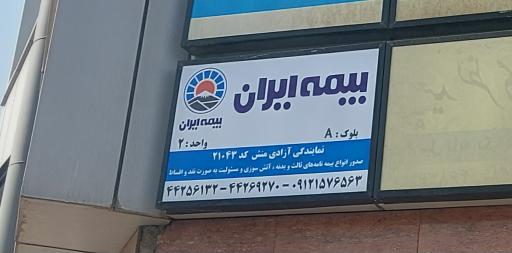 بیمه ایران
بیمه ایران
بلوک : A واحد : ۲
نمایندگی آزادی منش کد ۲۱۰۴۳
صدور انواع بیمه نامه‌های ثالث و بدنه ، آتش سوزی و مسئولیت به صورت نقد و اقساط
۴۴۲۵۶۱۳۲ - ۴۴۲۶۹۲۷۰ - ۰۹۱۲۱۵۷۶۵۶۳